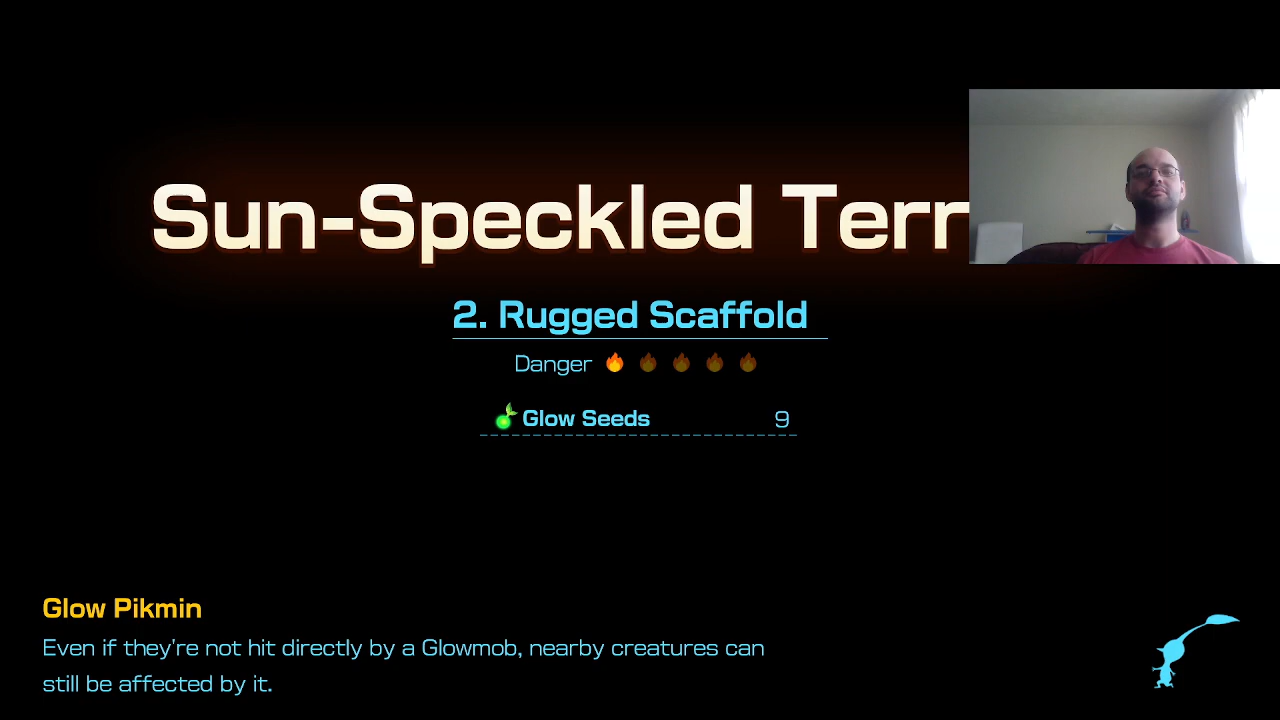 Sun-Speckled Terr
2. Rugged Scaffold
Danger
Glow Seeds 9
Glow Pikmin
Even if they're not hit directly by a Glowmob, nearby creatures can
still be affected by it.